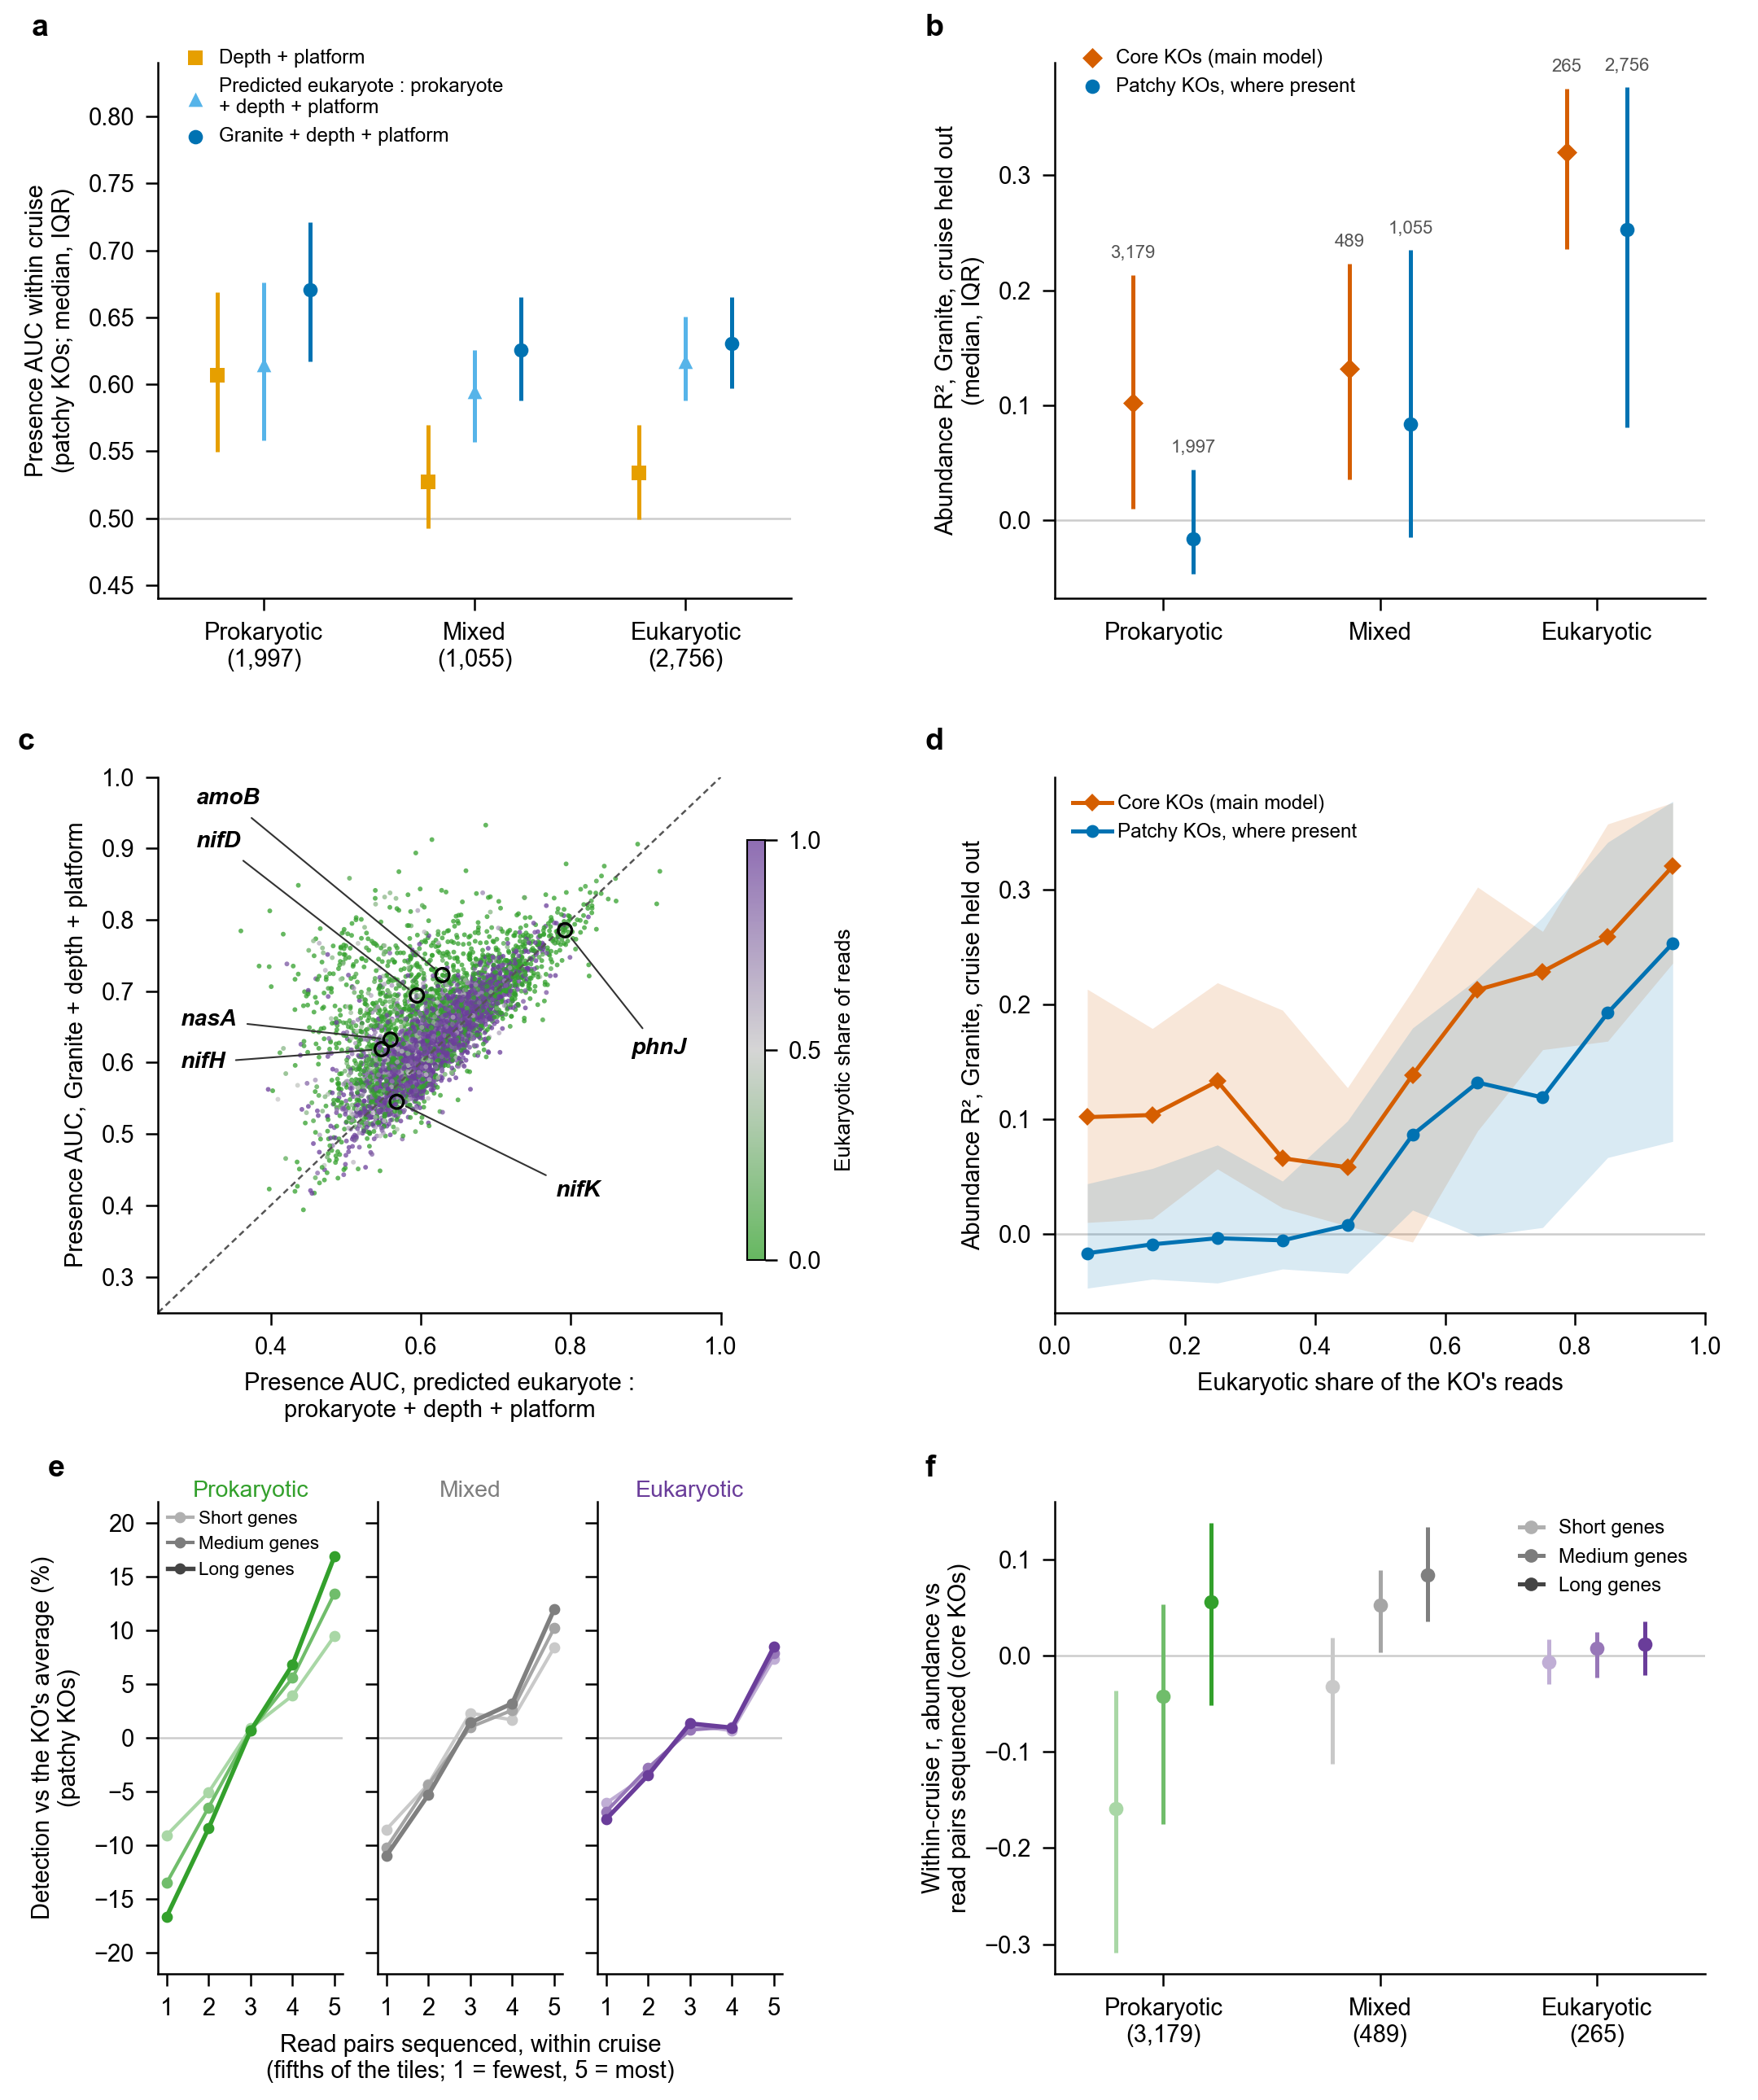 a
Depth + platform
Predicted eukaryote : prokaryote
+ depth + platform
Granite + depth + platform
Presence AUC within cruise
(patchy KOs; median, IQR)
0.80
0.75
0.70
0.65
0.60
0.55
0.50
0.45
Prokaryotic
(1,997)
Mixed
(1,055)
Eukaryotic
(2,756)
b
Core KOs (main model)
Patchy KOs, where present
Abundance R², Granite, cruise held out
(median, IQR)
0.3
0.2
0.1
0.0
3,179
1,997
489
1,055
265
2,756
Prokaryotic
Mixed
Eukaryotic
c
Presence AUC, Granite + depth + platform
1.0
0.9
0.8
0.7
0.6
0.5
0.4
0.3
amoB
nifD
nasA
nifH
phnJ
nifK
0.4
0.6
0.8
1.0
Presence AUC, predicted eukaryote :
prokaryote + depth + platform
1.0
0.5
0.0
Eukaryotic share of reads
d
Core KOs (main model)
Patchy KOs, where present
Abundance R², Granite, cruise held out
0.3
0.2
0.1
0.0
0.0
0.2
0.4
0.6
0.8
1.0
Eukaryotic share of the KO's reads
e
Prokaryotic
Mixed
Eukaryotic
Short genes
Medium genes
Long genes
Detection vs the KO's average (%)
(patchy KOs)
20
15
10
5
0
−5
−10
−15
−20
1 2 3 4 5
1 2 3 4 5
1 2 3 4 5
Read pairs sequenced, within cruise
(fifths of the tiles; 1 = fewest, 5 = most)
f
Short genes
Medium genes
Long genes
Within-cruise r, abundance vs
read pairs sequenced (core KOs)
0.1
0.0
−0.1
−0.2
−0.3
Prokaryotic
(3,179)
Mixed
(489)
Eukaryotic
(265)